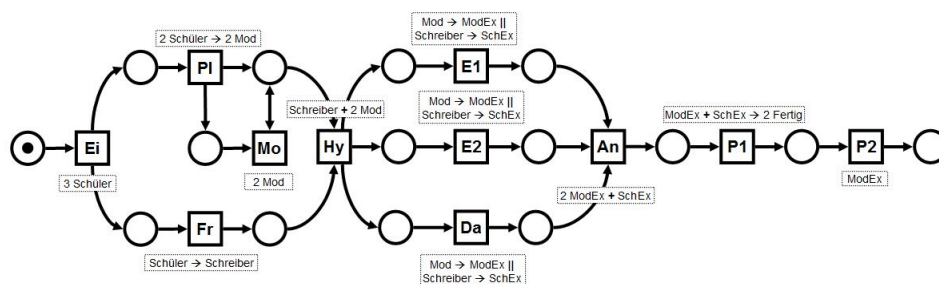 Mod → ModEx ||
Schreiber → SchEx
2 Schüler → 2 Mod
Pl
E1
Schreiber + 2 Mod
Mod → ModEx ||
Schreiber → SchEx
ModEx + SchEx → 2 Fertig
Ei
Mo
Hy
E2
An
P1
P2
3 Schüler
2 Mod
ModEx
2 ModEx + SchEx
Fr
Da
Schüler → Schreiber
Mod → ModEx ||
Schreiber → SchEx